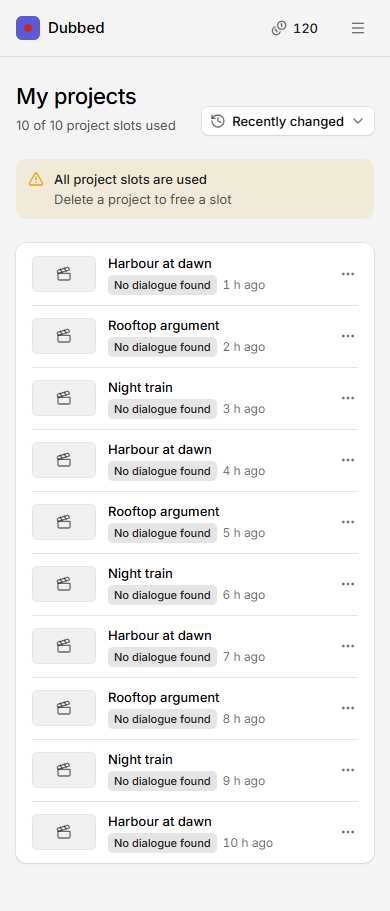 Dubbed
120
My projects
10 of 10 project slots used
Recently changed
All project slots are used
Delete a project to free a slot
Harbour at dawn
No dialogue found 1 h ago
Rooftop argument
No dialogue found 2 h ago
Night train
No dialogue found 3 h ago
Harbour at dawn
No dialogue found 4 h ago
Rooftop argument
No dialogue found 5 h ago
Night train
No dialogue found 6 h ago
Harbour at dawn
No dialogue found 7 h ago
Rooftop argument
No dialogue found 8 h ago
Night train
No dialogue found 9 h ago
Harbour at dawn
No dialogue found 10 h ago